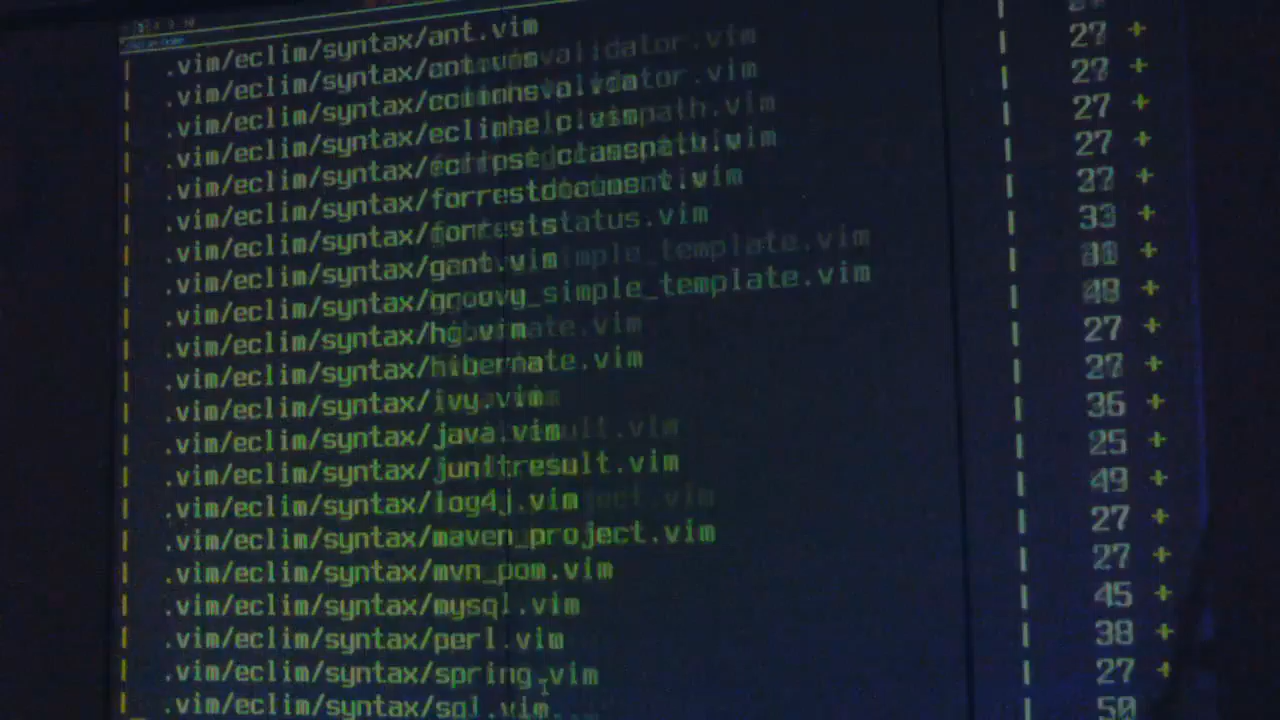 .vim/eclim/syntax/ant.vim |
.vim/eclim/syntax/
.vim/eclim/syntax/ | 27 +
.vim/eclim/syntax/ | 27 +
.vim/eclim/syntax/ | 27 +
.vim/eclim/syntax/forrestdocument.vim | 27 +
.vim/eclim/syntax/forreststatus.vim | +
.vim/eclim/syntax/gant.vim | 33 +
.vim/eclim/syntax/groovy_simple_template.vim | +
.vim/eclim/syntax/hg.vim | 48 +
.vim/eclim/syntax/hibernate.vim | 27 +
.vim/eclim/syntax/ivy.vim | 27 +
.vim/eclim/syntax/java.vim | 36 +
.vim/eclim/syntax/junitresult.vim | 25 +
.vim/eclim/syntax/log4j.vim | 49 +
.vim/eclim/syntax/maven_project.vim | 27 +
.vim/eclim/syntax/mvn_pom.vim | 27 +
.vim/eclim/syntax/mysql.vim | 45 +
.vim/eclim/syntax/perl.vim | 38 +
.vim/eclim/syntax/spring.vim | 27 +
.vim/eclim/syntax/sql.vim | 50